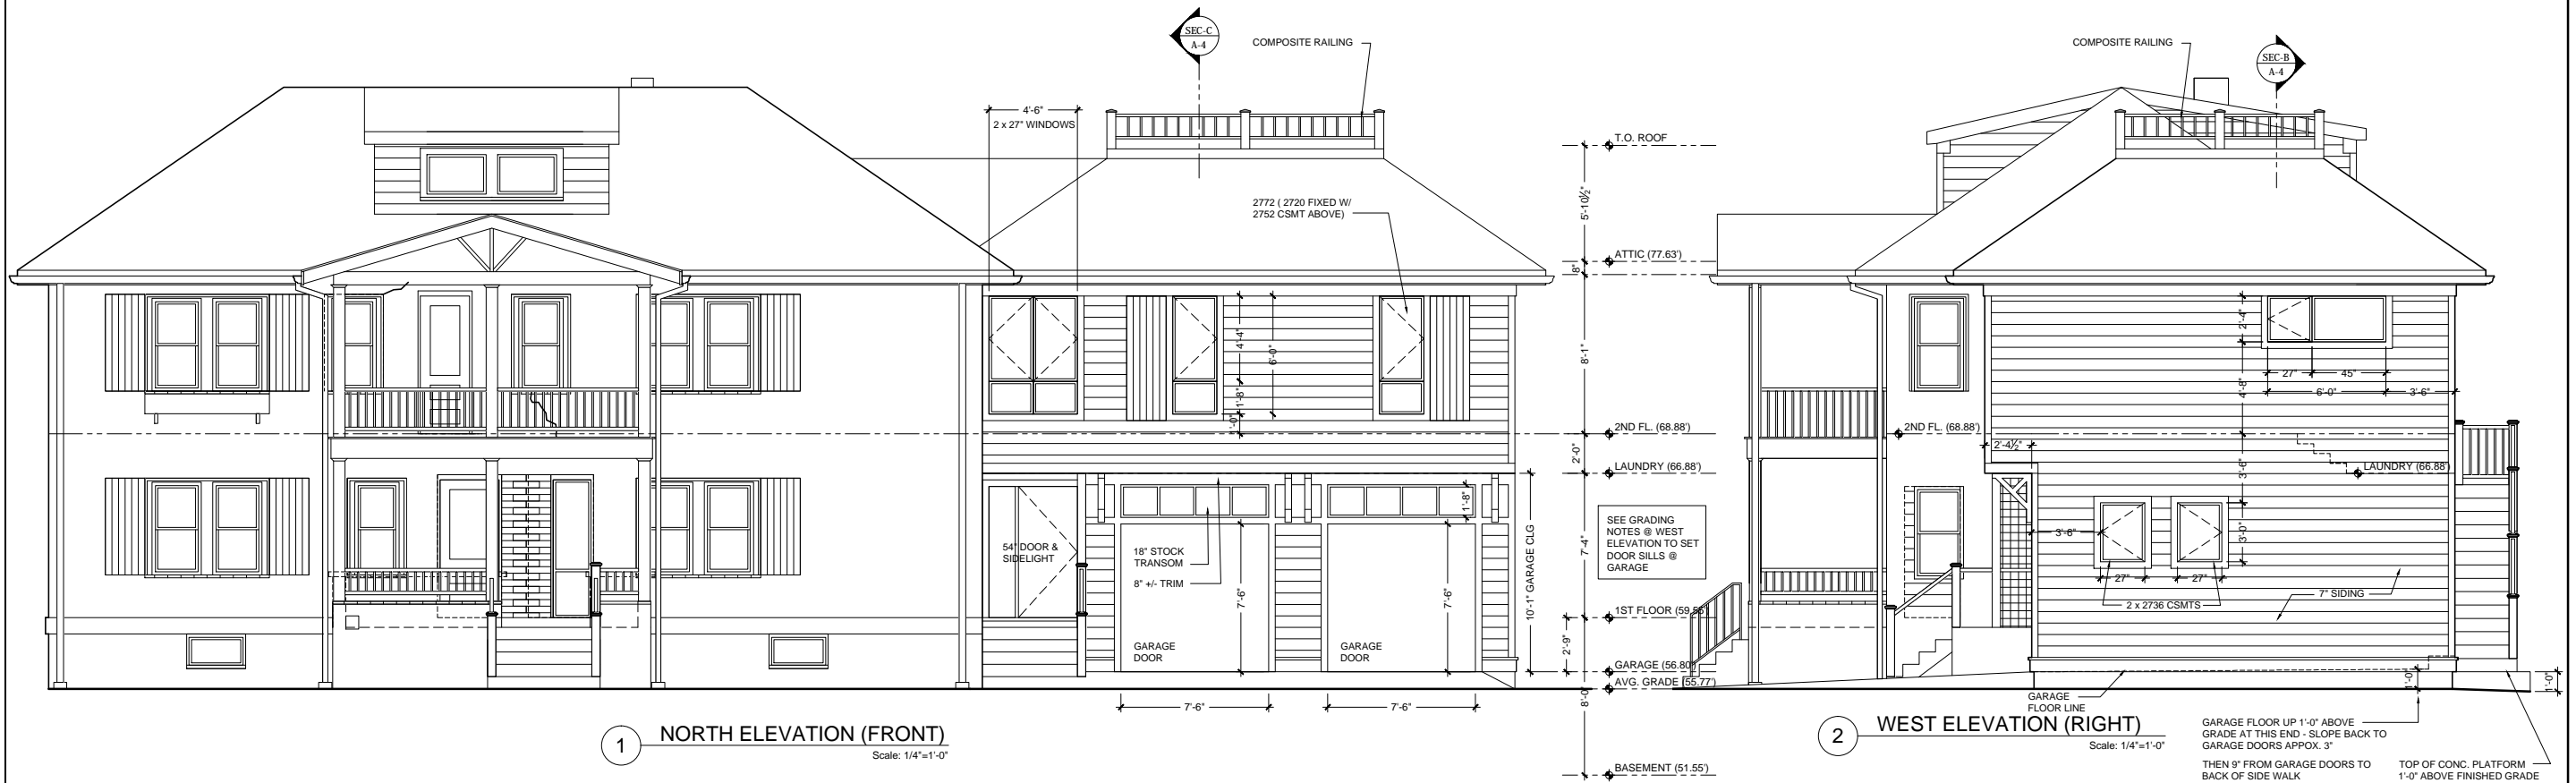 SEC-C
A-4
COMPOSITE RAILING
4'-6"
2 x 27" WINDOWS
2772 ( 2720 FIXED W/
2752 CSMT ABOVE)
4'-4"
6'-0"
1'-8"
54" DOOR &
SIDELIGHT
18" STOCK
TRANSOM
8" +/- TRIM
1'-8"
7'-6"
7'-6"
GARAGE
DOOR
GARAGE
DOOR
10'-1" GARAGE CLG
7'-6"
7'-6"
1
NORTH ELEVATION (FRONT)
Scale: 1/4"=1'-0"
T.O. ROOF
5'-10½"
ATTIC (77.63')
8"
8'-1"
2ND FL. (68.88')
2'-0"
LAUNDRY (66.88')
SEE GRADING
NOTES @ WEST
ELEVATION TO SET
DOOR SILLS @
GARAGE
7'-4"
1ST FLOOR (59.55')
2'-9"
GARAGE (56.80')
AVG. GRADE (55.77')
8'-0"
BASEMENT (51.55')
COMPOSITE RAILING
SEC-B
A-4
2'-4"
27"
45"
6'-0"
3'-6"
4'-8"
2ND FL. (68.88')
2'-4½"
LAUNDRY (66.88')
3'-6"
3'-6"
3'-0"
27"
27"
2 x 2736 CSMTS
7" SIDING
1'-0"
1'-0"
GARAGE
FLOOR LINE
2
WEST ELEVATION (RIGHT)
Scale: 1/4"=1'-0"
GARAGE FLOOR UP 1'-0" ABOVE
GRADE AT THIS END - SLOPE BACK TO
GARAGE DOORS APPOX. 3"
THEN 9" FROM GARAGE DOORS TO
BACK OF SIDE WALK
TOP OF CONC. PLATFORM
1'-0" ABOVE FINISHED GRADE